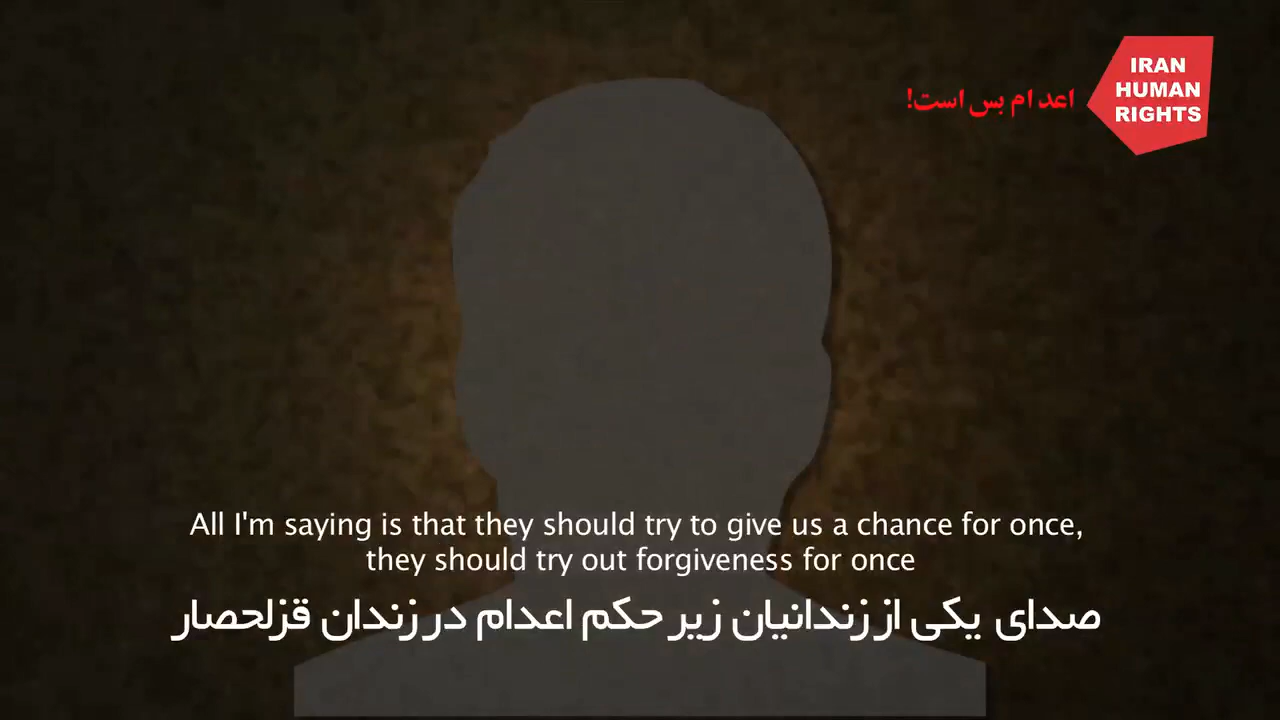 IRAN
HUMAN
RIGHTS
اعدام بس است!
All I'm saying is that they should try to give us a chance for once,
they should try out forgiveness for once
صدای یکی از زندانیان زیر حکم اعدام در زندان قزلحصار